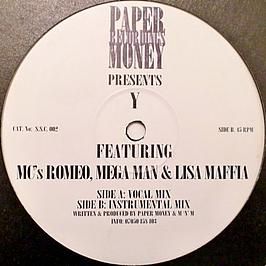 PAPER
RECORDINGS
MONEY
PRESENTS
Y
CAT. No: S.S.C. 002
SIDE B. 45 RPM
FEATURING
MC's ROMEO, MEGA MAN & LISA MAFFIA
SIDE A: VOCAL MIX
SIDE B: INSTRUMENTAL MIX
WRITTEN & PRODUCED BY PAPER MONEY & M 'N' M